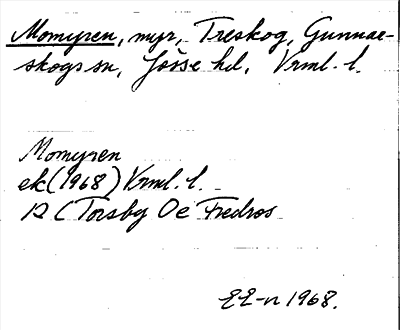 Momyren, myr, Treskog, Gunnar-
skogs sn, Jösse hd, Vrml. l.
Momyren
ek (1968) Vrml. l.
12 C Torsby Oe Fredros
EE-n 1968.